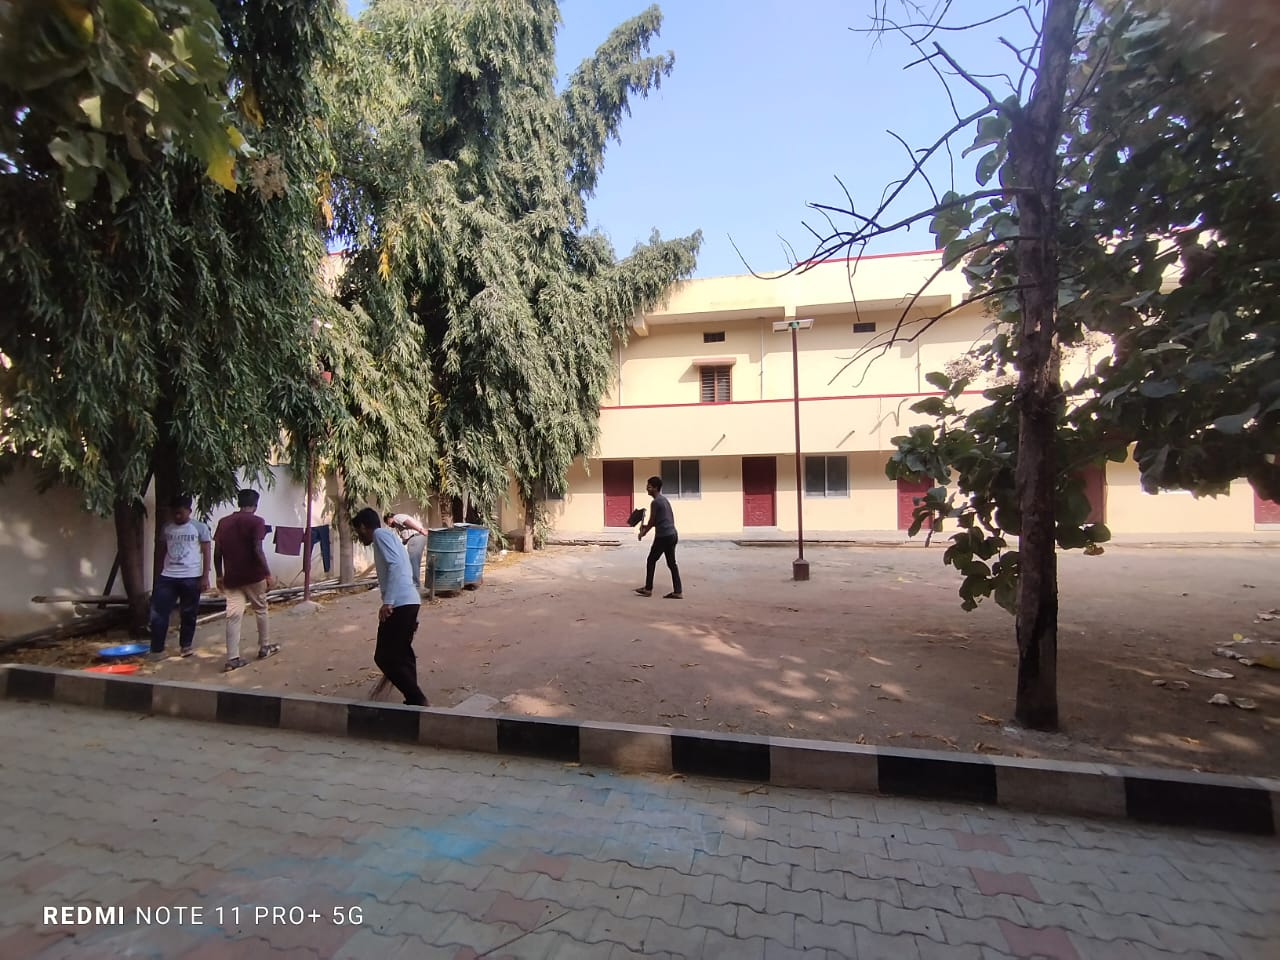 REDMI NOTE 11 PRO+ 5G